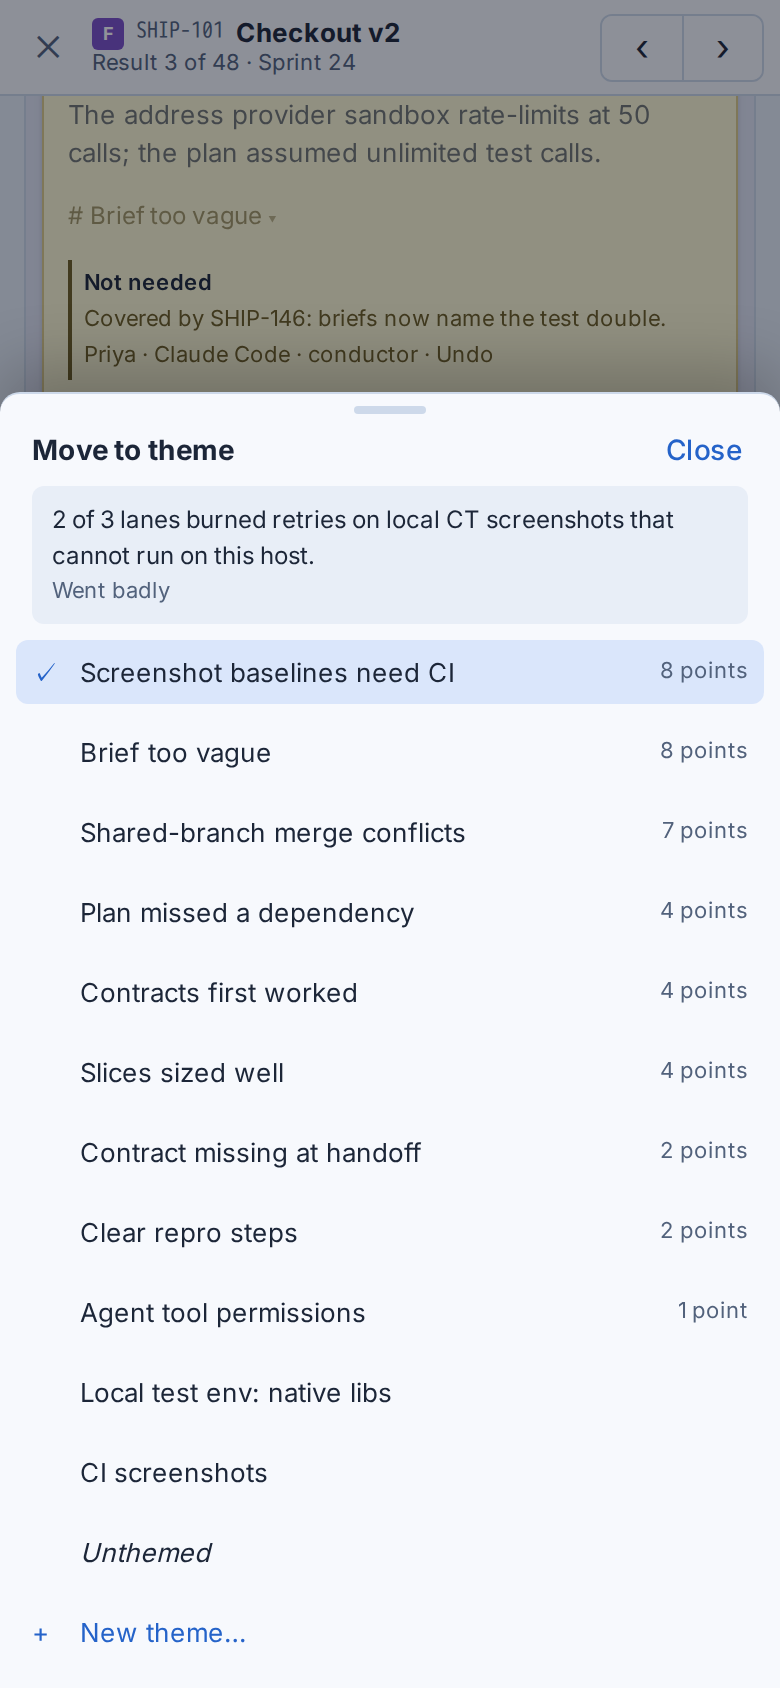 F SHIP-101 Checkout v2
Result 3 of 48 · Sprint 24
The address provider sandbox rate-limits at 50
calls; the plan assumed unlimited test calls.
# Brief too vague ▾
Not needed
Covered by SHIP-146: briefs now name the test double.
Priya · Claude Code · conductor · Undo
Move to theme
Close
2 of 3 lanes burned retries on local CT screenshots that
cannot run on this host.
Went badly
✓ Screenshot baselines need CI 8 points
Brief too vague 8 points
Shared-branch merge conflicts 7 points
Plan missed a dependency 4 points
Contracts first worked 4 points
Slices sized well 4 points
Contract missing at handoff 2 points
Clear repro steps 2 points
Agent tool permissions 1 point
Local test env: native libs
CI screenshots
Unthemed
+ New theme...